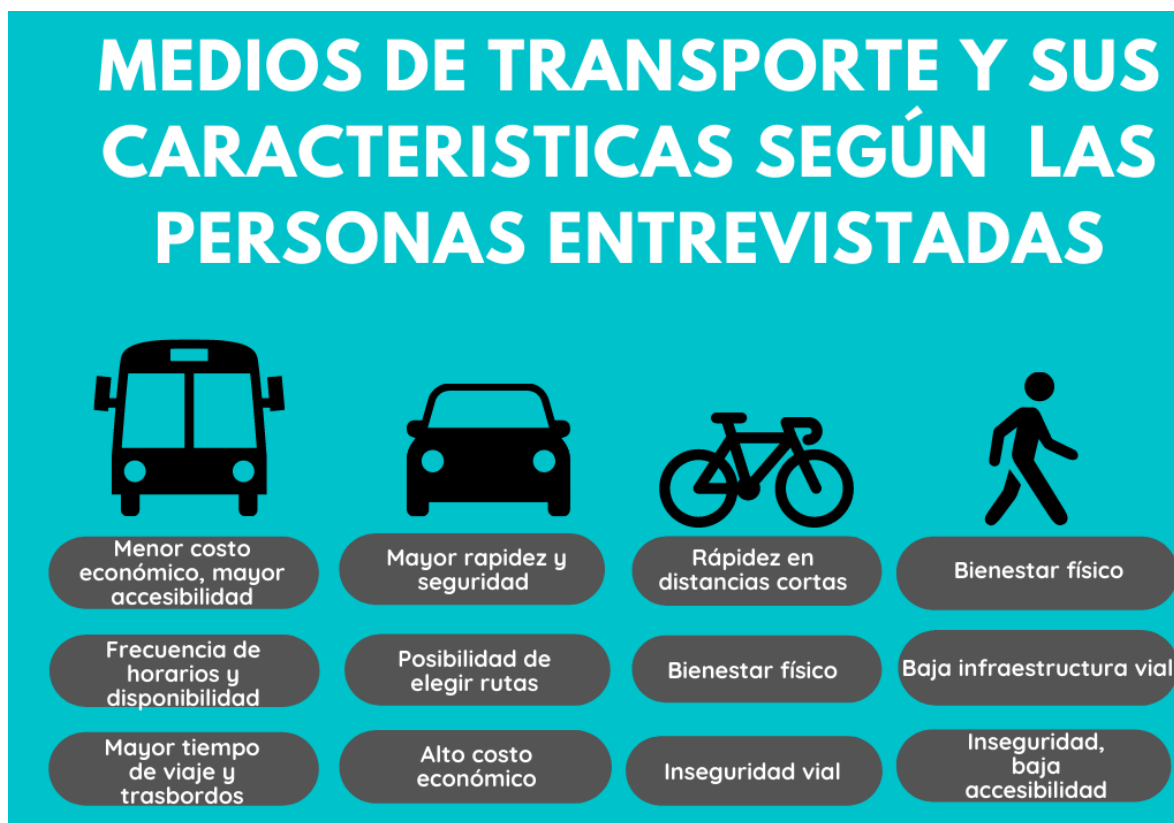 MEDIOS DE TRANSPORTE Y SUS
CARACTERISTICAS SEGÚN LAS
PERSONAS ENTREVISTADAS
Menor costo
económico, mayor
accesibilidad
Mayor rapidez y
seguridad
Rápidez en
distancias cortas
Bienestar físico
Frecuencia de
horarios y
disponibilidad
Posibilidad de
elegir rutas
Bienestar físico
Baja infraestructura vial
Mayor tiempo
de viaje y
trasbordos
Alto costo
económico
Inseguridad vial
Inseguridad,
baja
accesibilidad